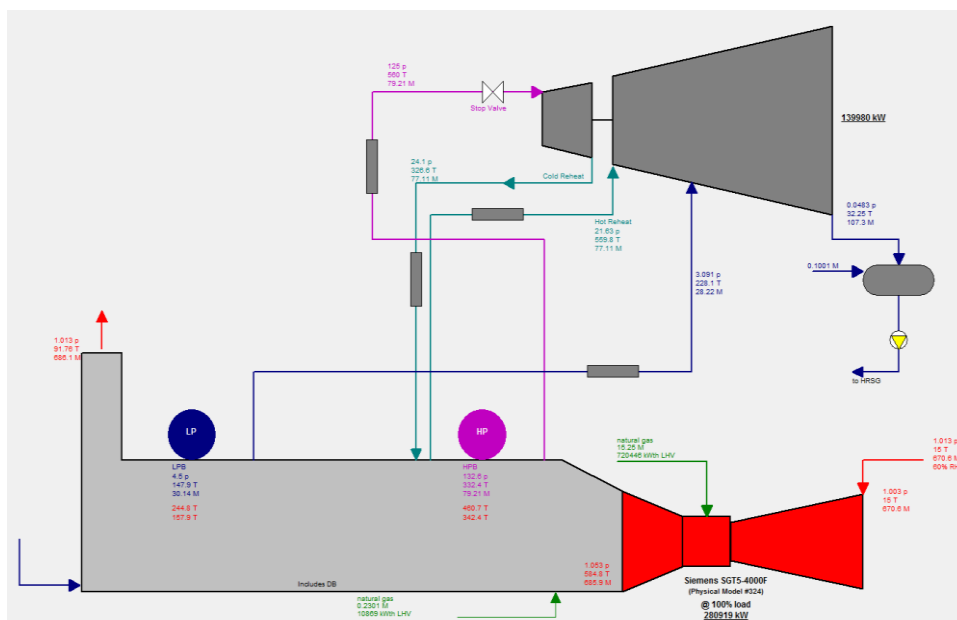 125 p
560 T
79.21 M
Stop Valve
139980 kW
24.1 p
326.6 T
77.11 M
Cold Reheat
0.0483 p
32.25 T
107.3 M
Hot Reheat
21.63 p
559.8 T
77.11 M
0.1001 M
3.091 p
228.1 T
28.22 M
1.013 p
91.76 T
686.1 M
to HRSG
LP
HP
LPB
4.5 p
147.9 T
30.14 M
244.8 T
157.9 T
HPB
132.6 p
332.4 T
79.21 M
460.7 T
342.4 T
natural gas
15.25 M
720446 kWth LHV
1.013 p
15 T
670.6 M
60% RH
1.003 p
15 T
670.6 M
1.053 p
584.8 T
685.9 M
Includes DB
natural gas
0.2301 M
10869 kWth LHV
Siemens SGT5-4000F
(Physical Model #324)
@ 100% load
280919 kW